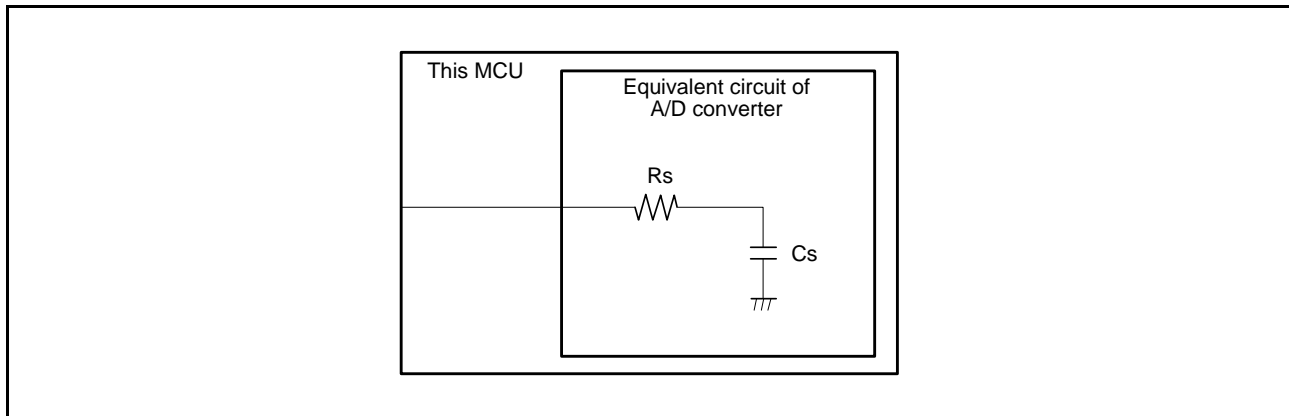 This MCU
Equivalent circuit of
A/D converter
Rs
Cs